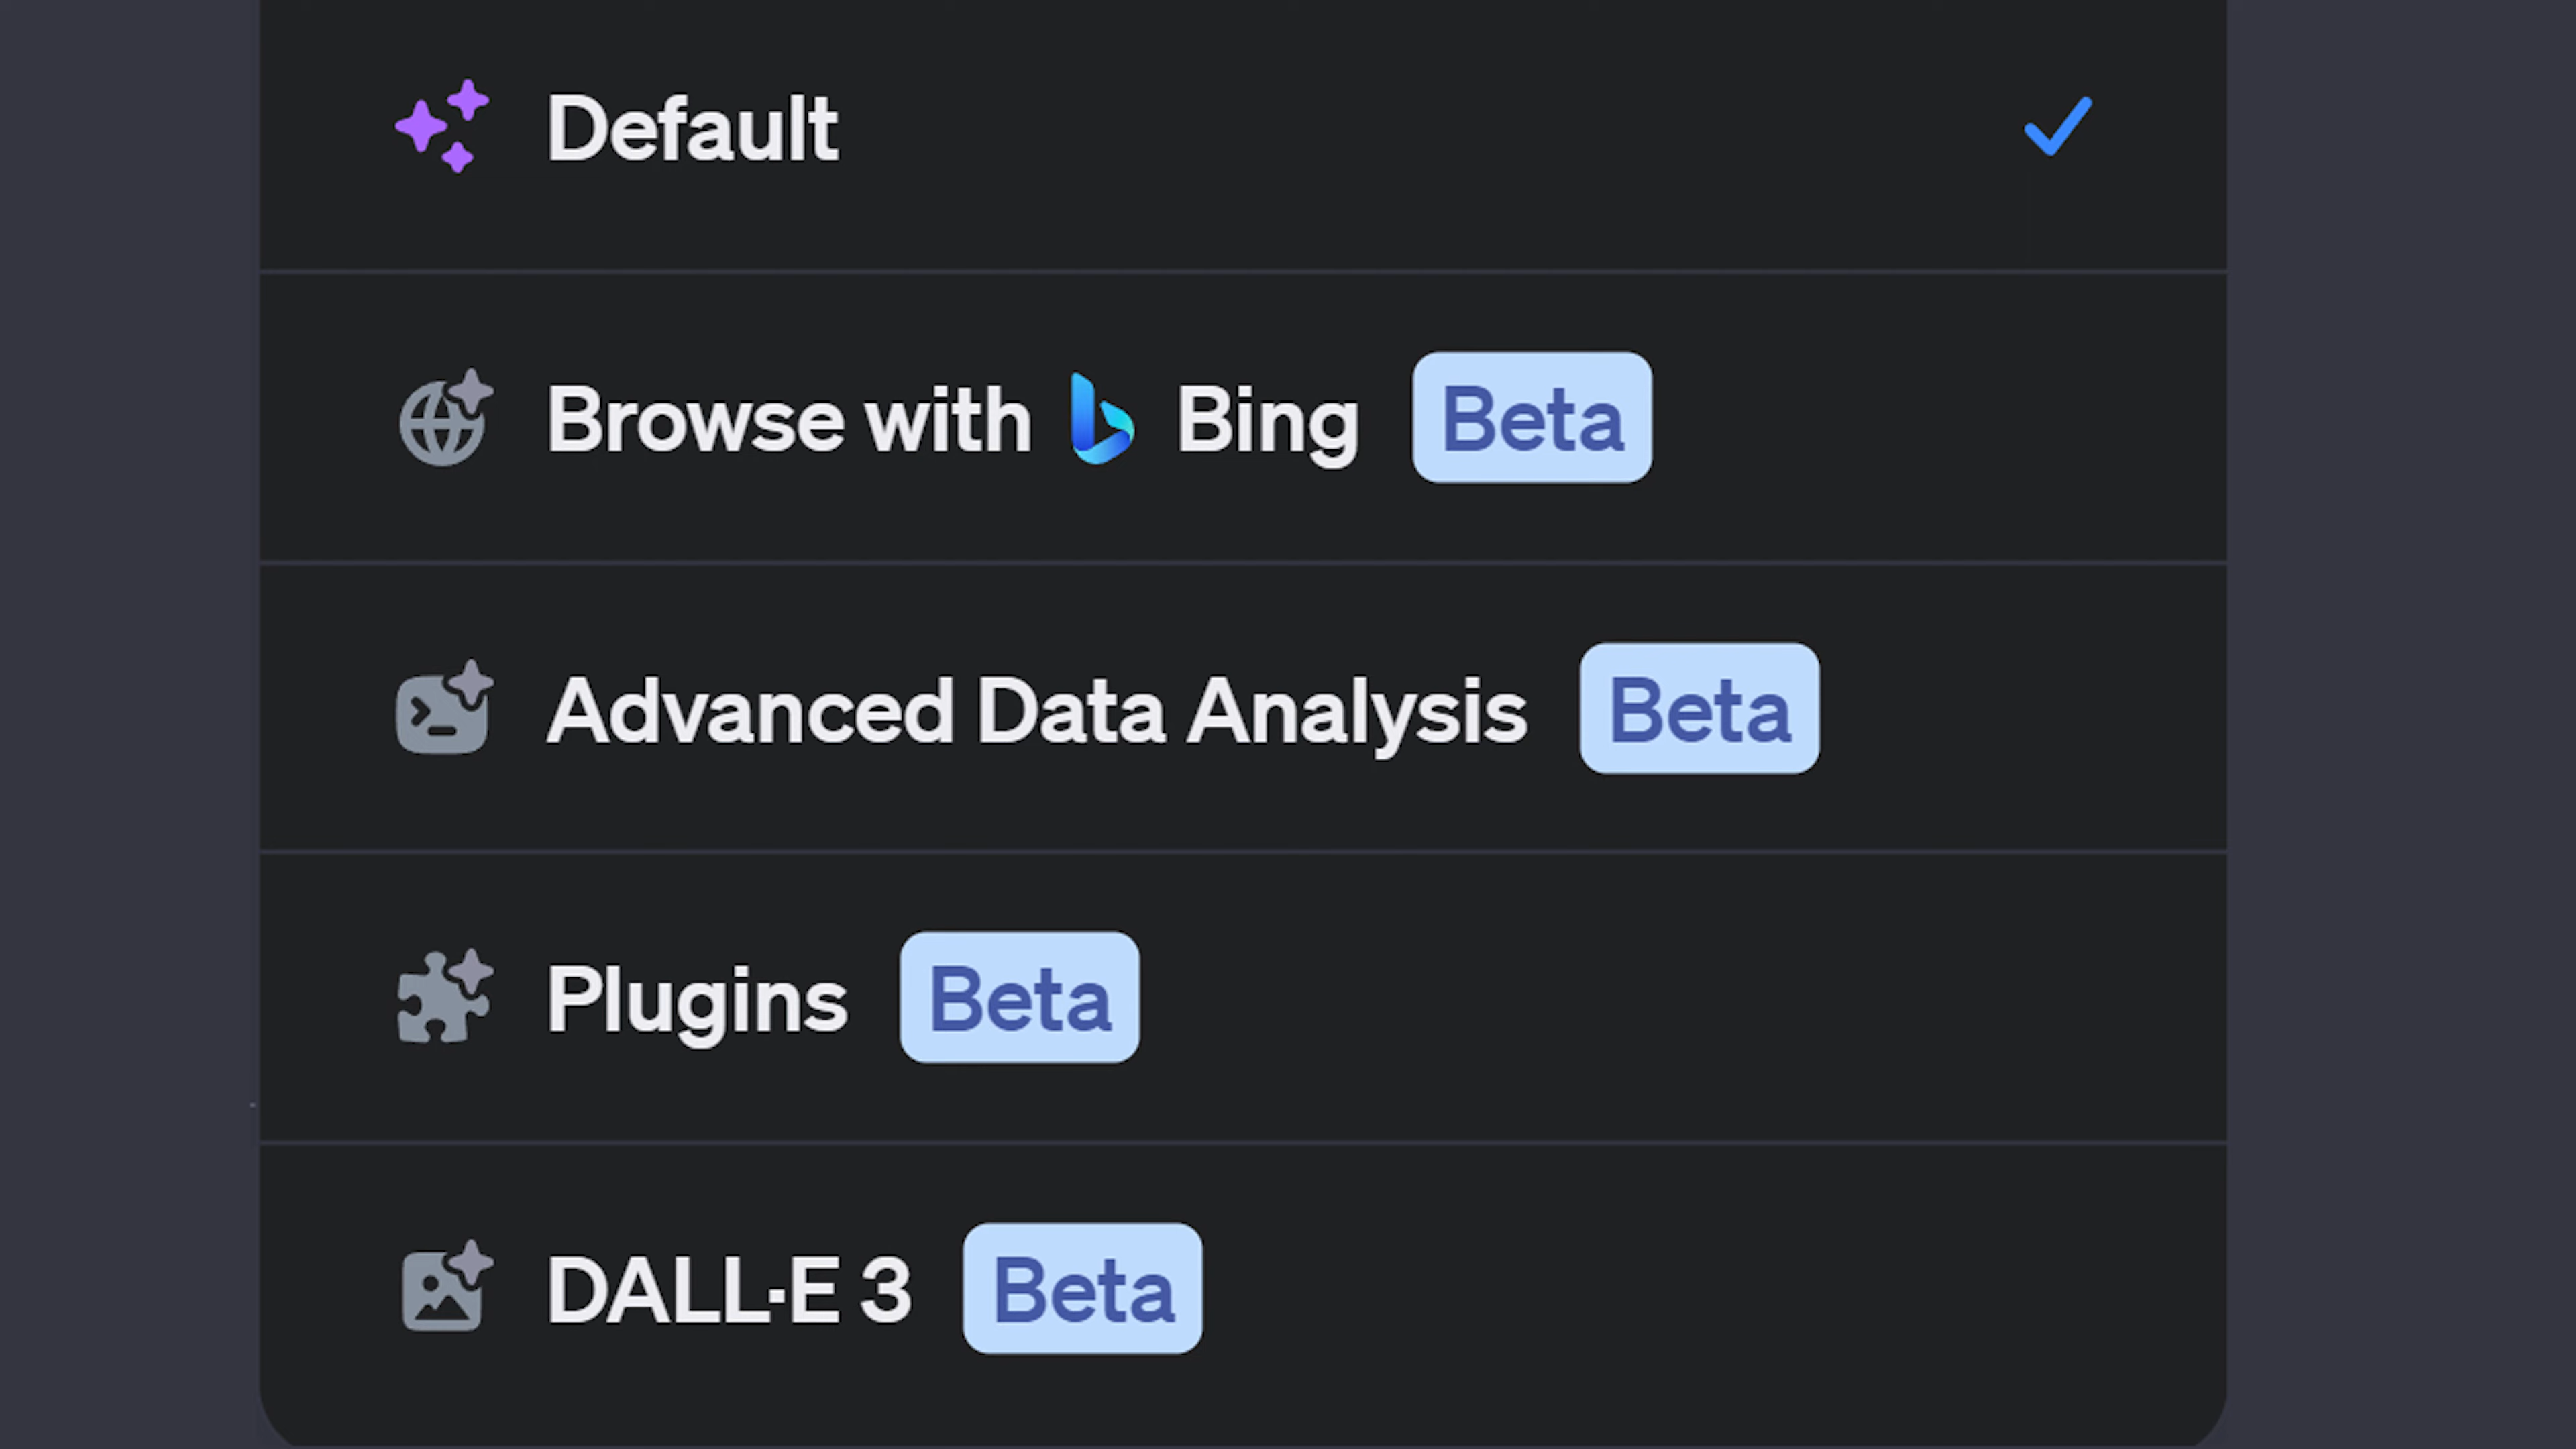 Default
Browse with Bing Beta
Advanced Data Analysis Beta
Plugins Beta
DALL·E 3 Beta